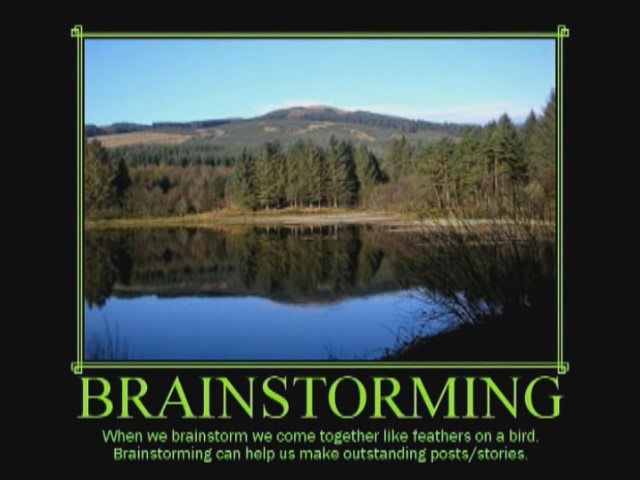 BRAINSTORMING
When we brainstorm we come together like feathers on a bird.
Brainstorming can help us make outstanding posts/stories.